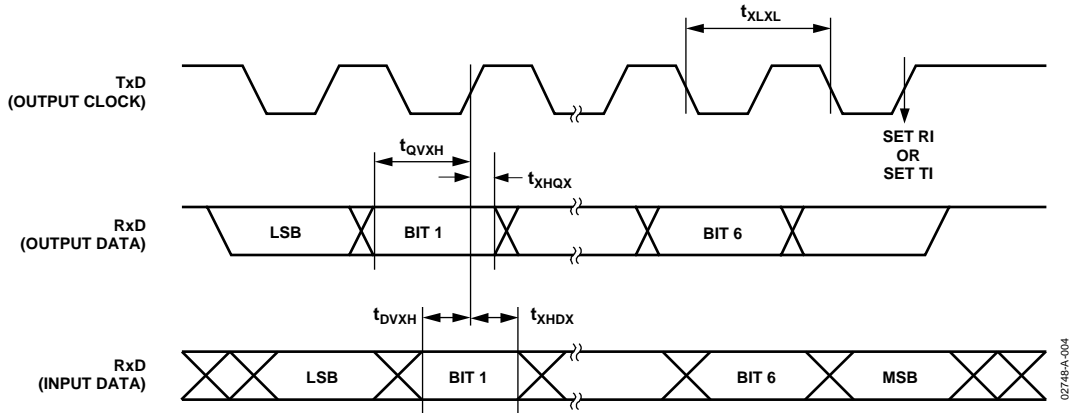 tXLXL
TxD
(OUTPUT CLOCK)
SET RI
OR
SET TI
tQVXH
tXHQX
RxD
(OUTPUT DATA)
LSB
BIT 1
BIT 6
tDVXH
tXHDX
RxD
(INPUT DATA)
LSB
BIT 1
BIT 6
MSB
02748-A-004